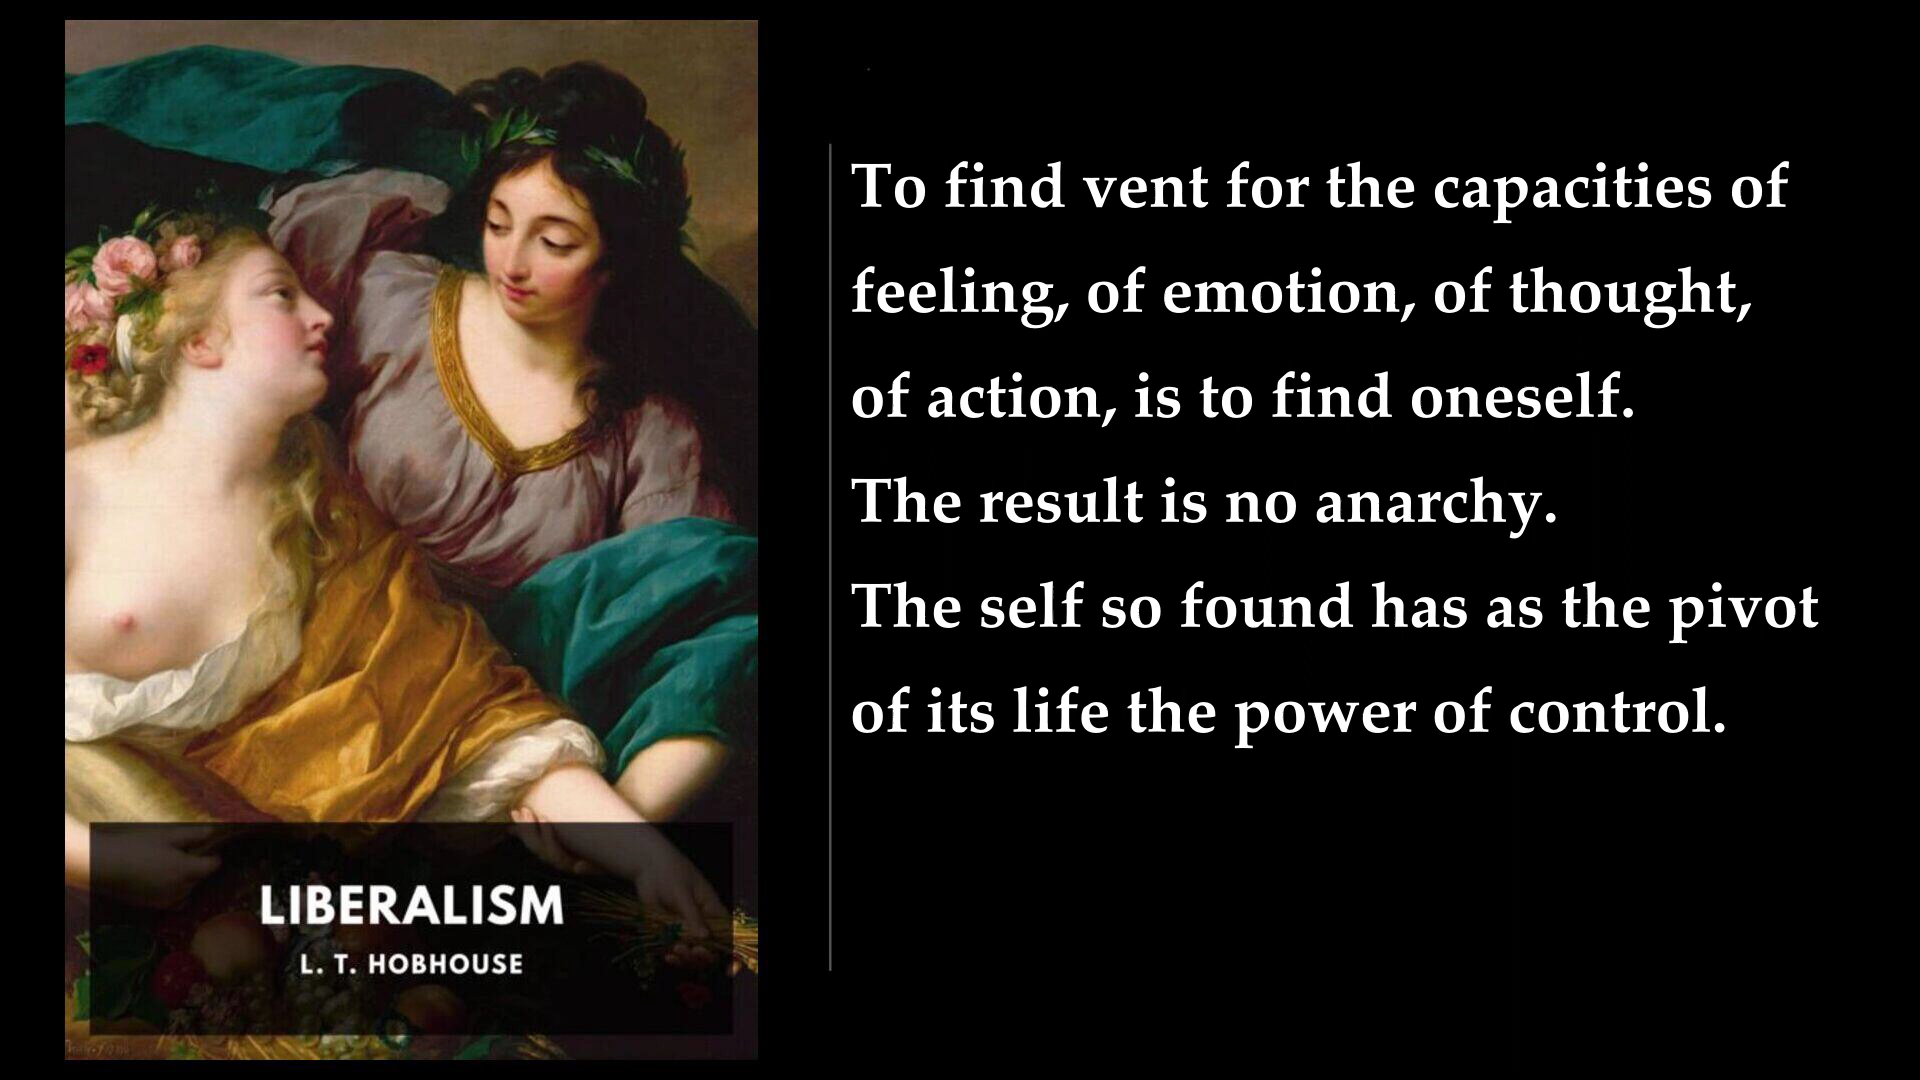 To find vent for the capacities of
feeling, of emotion, of thought,
of action, is to find oneself.
The result is no anarchy.
The self so found has as the pivot
of its life the power of control.
LIBERALISM
L. T. HOBHOUSE